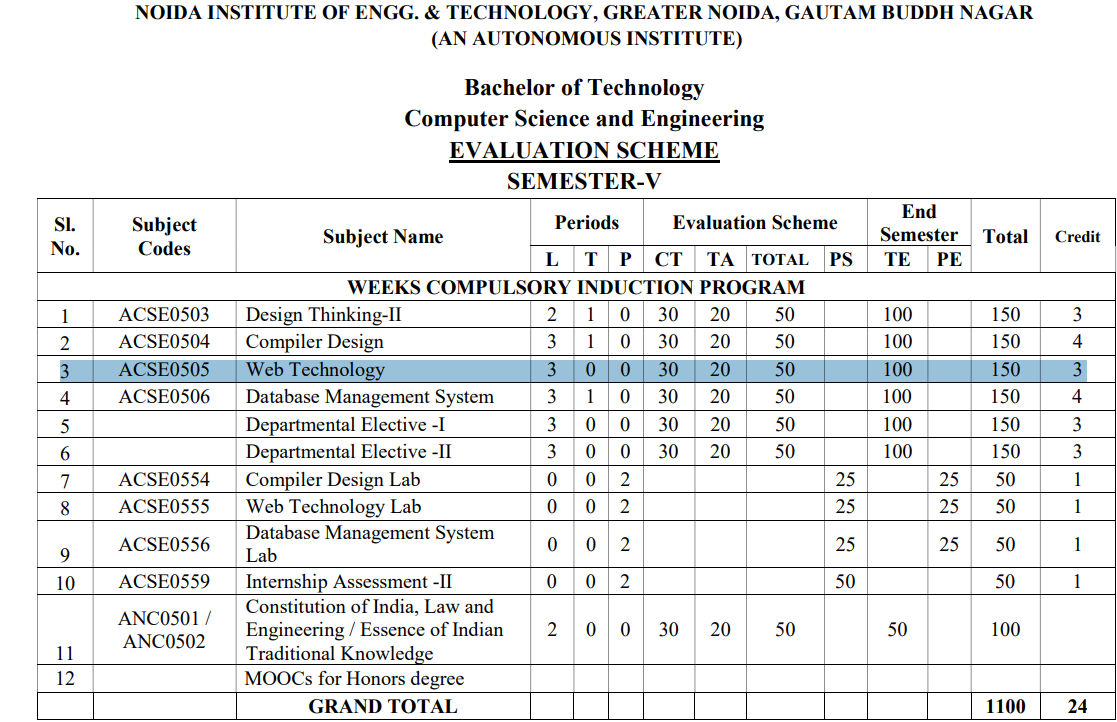 NOIDA INSTITUTE OF ENGG. & TECHNOLOGY, GREATER NOIDA, GAUTAM BUDDH NAGAR
(AN AUTONOMOUS INSTITUTE)
Bachelor of Technology
Computer Science and Engineering
EVALUATION SCHEME
SEMESTER-V
Sl. No. Subject Codes Subject Name Periods Evaluation Scheme End Semester Total Credit
L T P CT TA TOTAL PS TE PE
WEEKS COMPULSORY INDUCTION PROGRAM
1 ACSE0503 Design Thinking-II 2 1 0 30 20 50 100 150 3
2 ACSE0504 Compiler Design 3 1 0 30 20 50 100 150 4
3 ACSE0505 Web Technology 3 0 0 30 20 50 100 150 3
4 ACSE0506 Database Management System 3 1 0 30 20 50 100 150 4
5 Departmental Elective -I 3 0 0 30 20 50 100 150 3
6 Departmental Elective -II 3 0 0 30 20 50 100 150 3
7 ACSE0554 Compiler Design Lab 0 0 2 25 25 50 1
8 ACSE0555 Web Technology Lab 0 0 2 25 25 50 1
9 ACSE0556 Database Management System Lab 0 0 2 25 25 50 1
10 ACSE0559 Internship Assessment -II 0 0 2 50 50 1
11 ANC0501 / ANC0502 Constitution of India, Law and Engineering / Essence of Indian Traditional Knowledge 2 0 0 30 20 50 50 100
12 MOOCs for Honors degree
GRAND TOTAL 1100 24